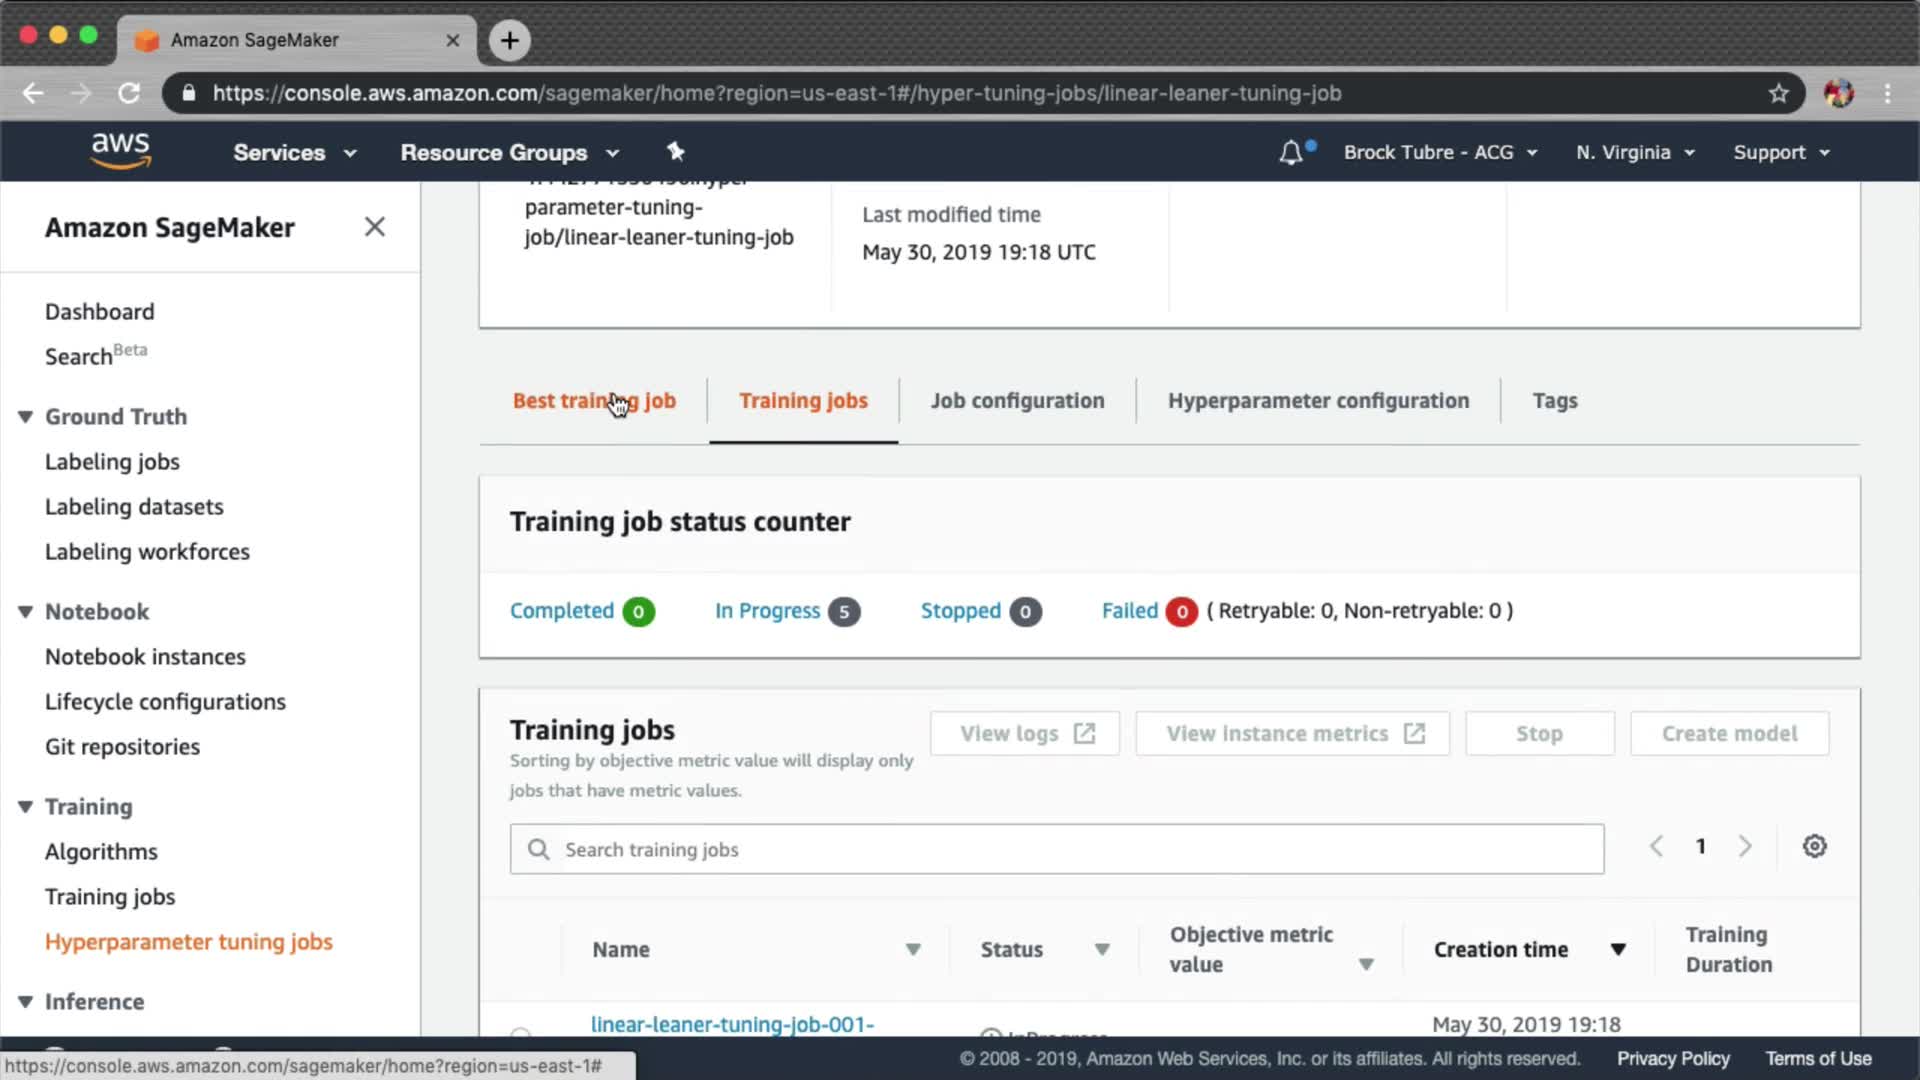 Amazon SageMaker
https://console.aws.amazon.com/sagemaker/home?region=us-east-1#/hyper-tuning-jobs/linear-leaner-tuning-job
aws Services Resource Groups Brock Tubre - ACG N. Virginia Support
Amazon SageMaker
Dashboard
Search Beta
Ground Truth
Labeling jobs
Labeling datasets
Labeling workforces
Notebook
Notebook instances
Lifecycle configurations
Git repositories
Training
Algorithms
Training jobs
Hyperparameter tuning jobs
Inference
parameter-tuning-
job/linear-leaner-tuning-job
Last modified time
May 30, 2019 19:18 UTC
Best training job Training jobs Job configuration Hyperparameter configuration Tags
Training job status counter
Completed 0 In Progress 5 Stopped 0 Failed 0 ( Retryable: 0, Non-retryable: 0 )
Training jobs
Sorting by objective metric value will display only
jobs that have metric values.
View logs View instance metrics Stop Create model
Search training jobs
1
Name Status Objective metric value Creation time Training Duration
linear-leaner-tuning-job-001- InProgress May 30, 2019 19:18
https://console.aws.amazon.com/sagemaker/home?region=us-east-1#
© 2008 - 2019, Amazon Web Services, Inc. or its affiliates. All rights reserved. Privacy Policy Terms of Use